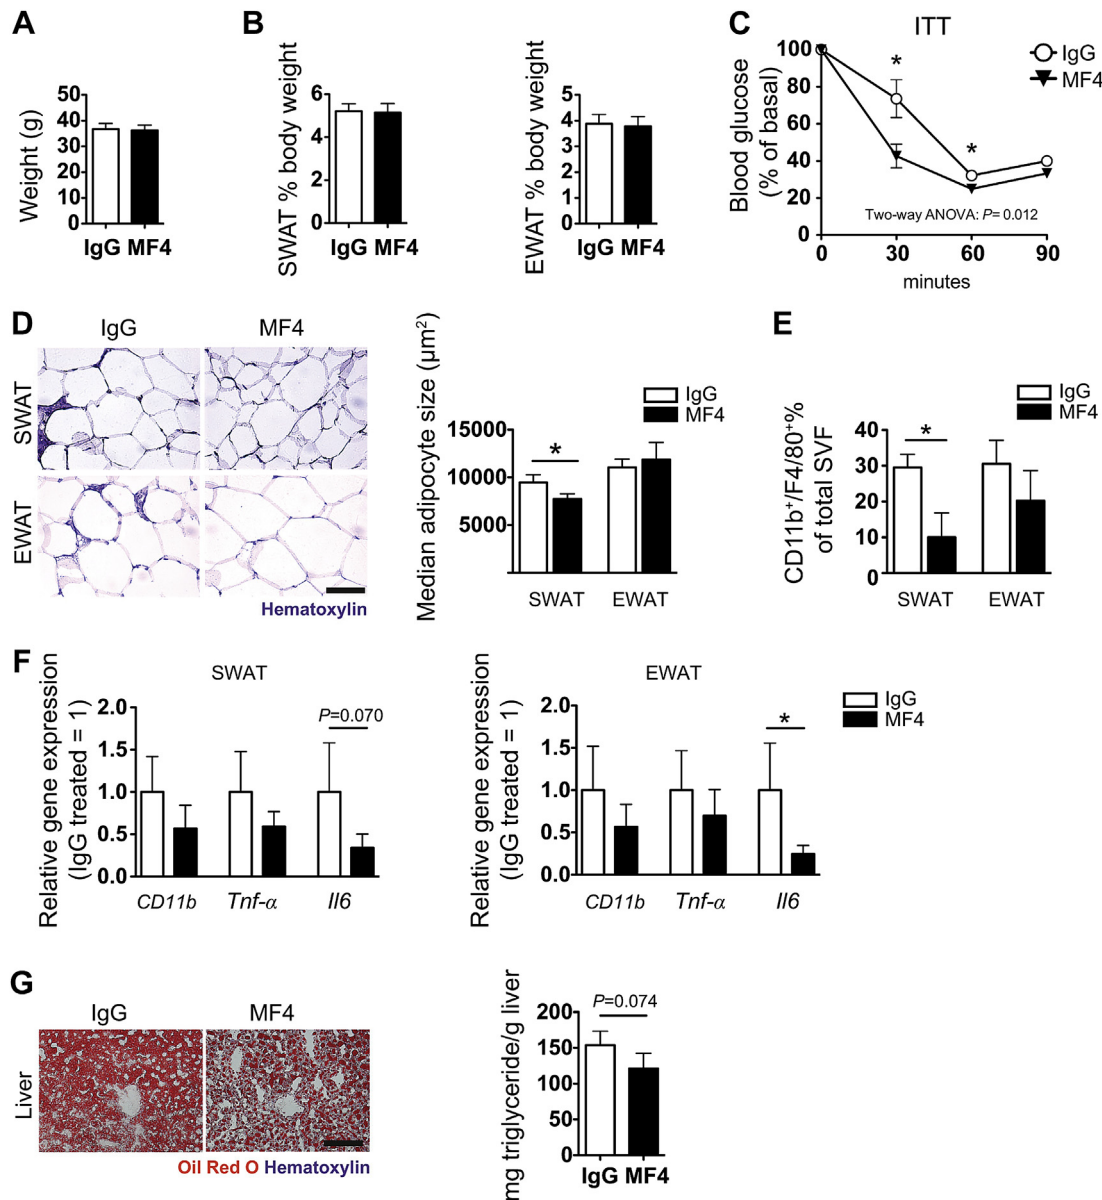 A
Weight (g)
50
40
30
20
10
0
IgG MF4
B
SWAT % body weight
6
4
2
0
IgG MF4
EWAT % body weight
5
4
3
2
1
0
IgG MF4
C
ITT
Blood glucose
(% of basal)
100
80
60
40
20
0
*
*
IgG
MF4
Two-way ANOVA: P= 0.012
0 30 60 90
minutes
D
IgG MF4
SWAT
EWAT
Hematoxylin
Median adipocyte size (µm²)
IgG
MF4
15000
10000
5000
*
SWAT EWAT
E
CD11b⁺/F4/80⁺%
of total SVF
IgG
MF4
40
30
20
10
0
*
SWAT EWAT
F
SWAT
Relative gene expression
(IgG treated = 1)
2.0
1.5
1.0
0.5
0.0
P=0.070
CD11b Tnf-α Il6
EWAT
Relative gene expression
(IgG treated = 1)
2.0
1.5
1.0
0.5
0.0
*
CD11b Tnf-α Il6
IgG
MF4
G
IgG MF4
Liver
Oil Red O Hematoxylin
mg triglyceride/g liver
200
150
100
50
0
P=0.074
IgG MF4